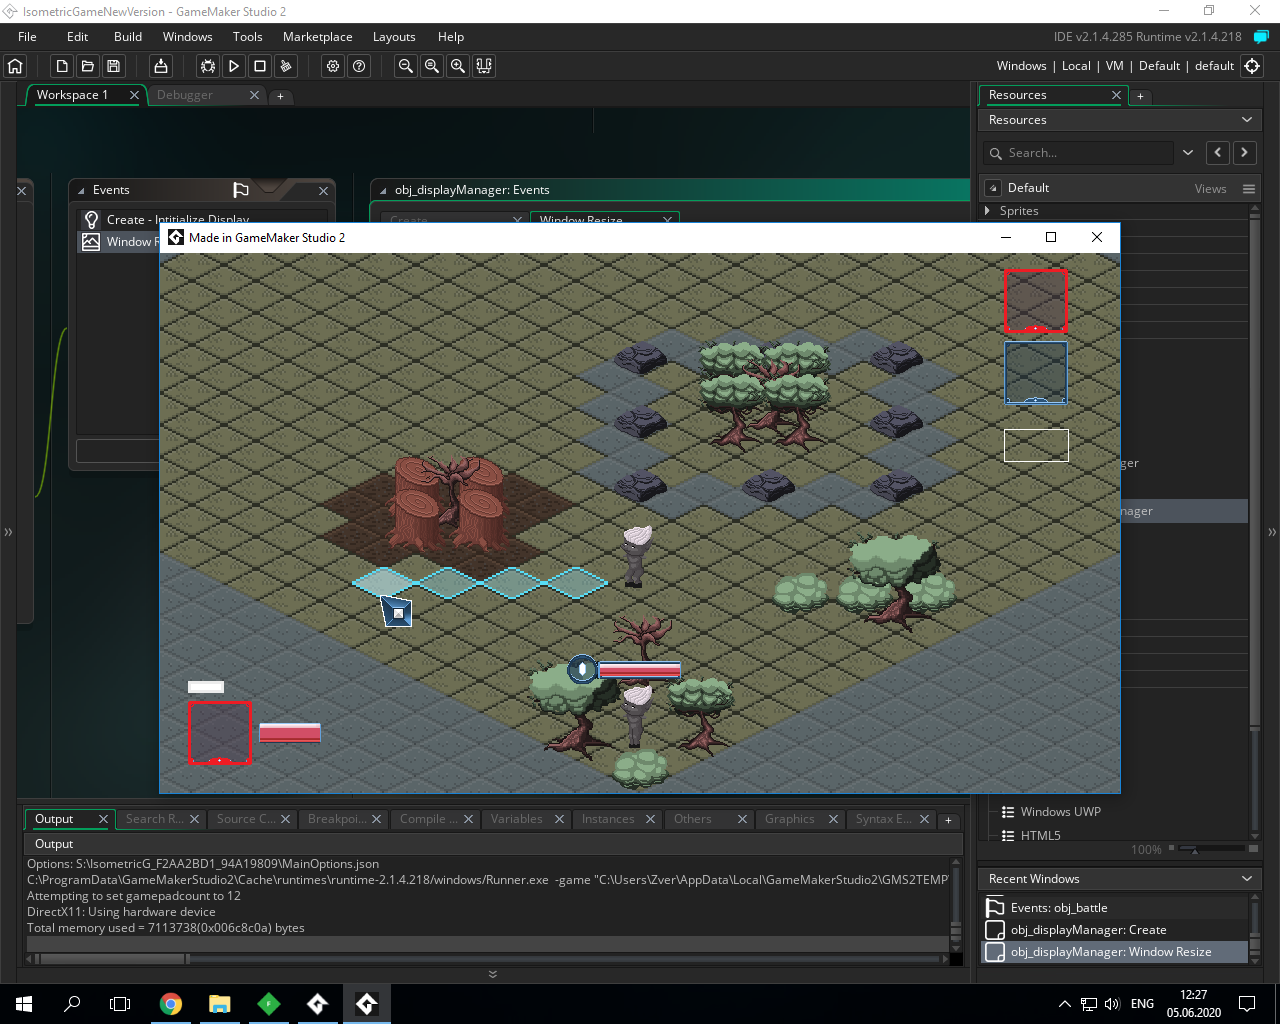 IsometricGameNewVersion - GameMaker Studio 2
File Edit Build Windows Tools Marketplace Layouts Help
IDE v2.1.4.285 Runtime v2.1.4.218
Windows | Local | VM | Default | default
Workspace 1
Debugger
Resources
Resources
Search...
Default
Views
Sprites
Events
Create - Intitialize Display
Window R
obj_displayManager: Events
Create
Window Resize
Made in GameMaker Studio 2
ger
nager
Windows UWP
HTML5
100%
Output Search R... Source C... Breakpoi... Compile ... Variables Instances Others Graphics Syntax E...
Output
Options: S:\IsometricG_F2AA2BD1_94A19809\MainOptions.json
C:\ProgramData\GameMakerStudio2\Cache\runtimes\runtime-2.1.4.218/windows/Runner.exe -game "C:\Users\Zver\AppData\Local\GameMakerStudio2\GMS2TEMP
Attempting to set gamepadcount to 12
DirectX11: Using hardware device
Total memory used = 7113738(0x006c8c0a) bytes
Recent Windows
Events: obj_battle
obj_displayManager: Create
obj_displayManager: Window Resize
ENG
12:27
05.06.2020